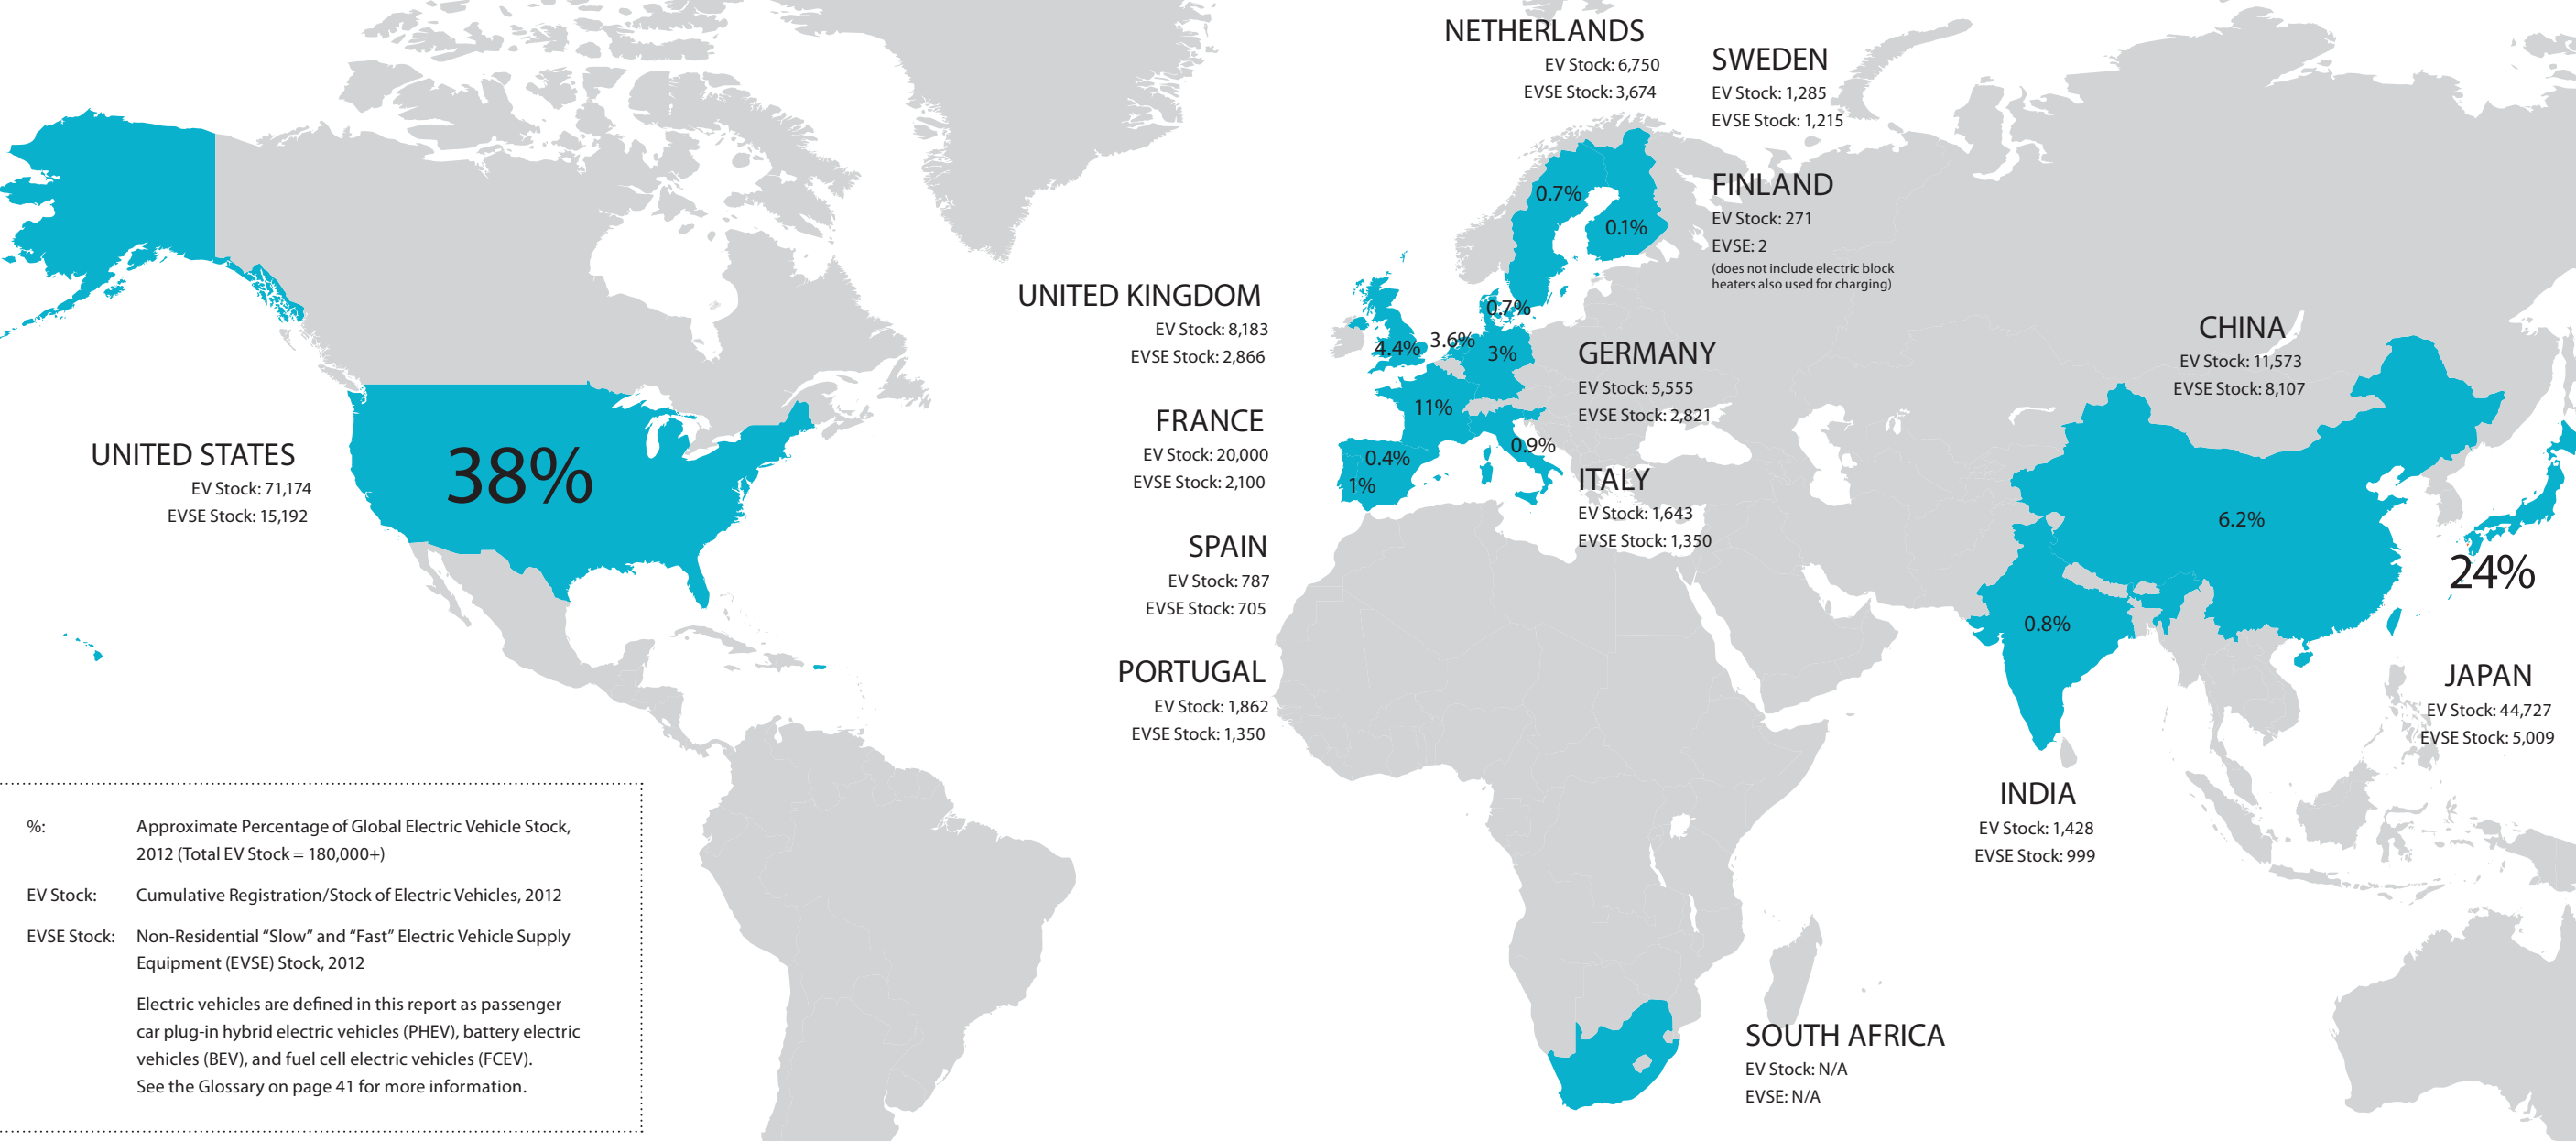 NETHERLANDS
EV Stock: 6,750
EVSE Stock: 3,674
SWEDEN
EV Stock: 1,285
EVSE Stock: 1,215
FINLAND
EV Stock: 271
EVSE: 2
(does not include electric block
heaters also used for charging)
0.7%
0.1%
UNITED KINGDOM
EV Stock: 8,183
EVSE Stock: 2,866
0.7%
4.4%
3.6%
3%
GERMANY
EV Stock: 5,555
EVSE Stock: 2,821
CHINA
EV Stock: 11,573
EVSE Stock: 8,107
FRANCE
EV Stock: 20,000
EVSE Stock: 2,100
11%
0.9%
0.4%
1%
ITALY
EV Stock: 1,643
EVSE Stock: 1,350
UNITED STATES
EV Stock: 71,174
EVSE Stock: 15,192
38%
SPAIN
EV Stock: 787
EVSE Stock: 705
6.2%
24%
0.8%
PORTUGAL
EV Stock: 1,862
EVSE Stock: 1,350
JAPAN
EV Stock: 44,727
EVSE Stock: 5,009
INDIA
EV Stock: 1,428
EVSE Stock: 999
%: Approximate Percentage of Global Electric Vehicle Stock,
2012 (Total EV Stock = 180,000+)
EV Stock: Cumulative Registration/Stock of Electric Vehicles, 2012
EVSE Stock: Non-Residential “Slow” and “Fast” Electric Vehicle Supply
Equipment (EVSE) Stock, 2012
Electric vehicles are defined in this report as passenger
car plug-in hybrid electric vehicles (PHEV), battery electric
vehicles (BEV), and fuel cell electric vehicles (FCEV).
See the Glossary on page 41 for more information.
SOUTH AFRICA
EV Stock: N/A
EVSE: N/A